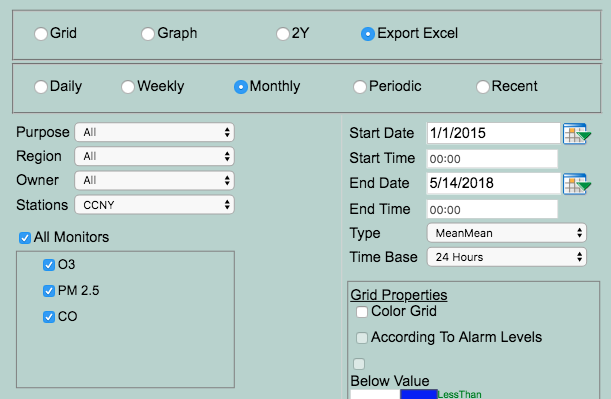 Grid Graph 2Y Export Excel
Daily Weekly Monthly Periodic Recent
Purpose All
Region All
Owner All
Stations CCNY
All Monitors
O3
PM 2.5
CO
Start Date 1/1/2015
Start Time 00:00
End Date 5/14/2018
End Time 00:00
Type MeanMean
Time Base 24 Hours
Grid Properties
Color Grid
According To Alarm Levels
Below Value
LessThan